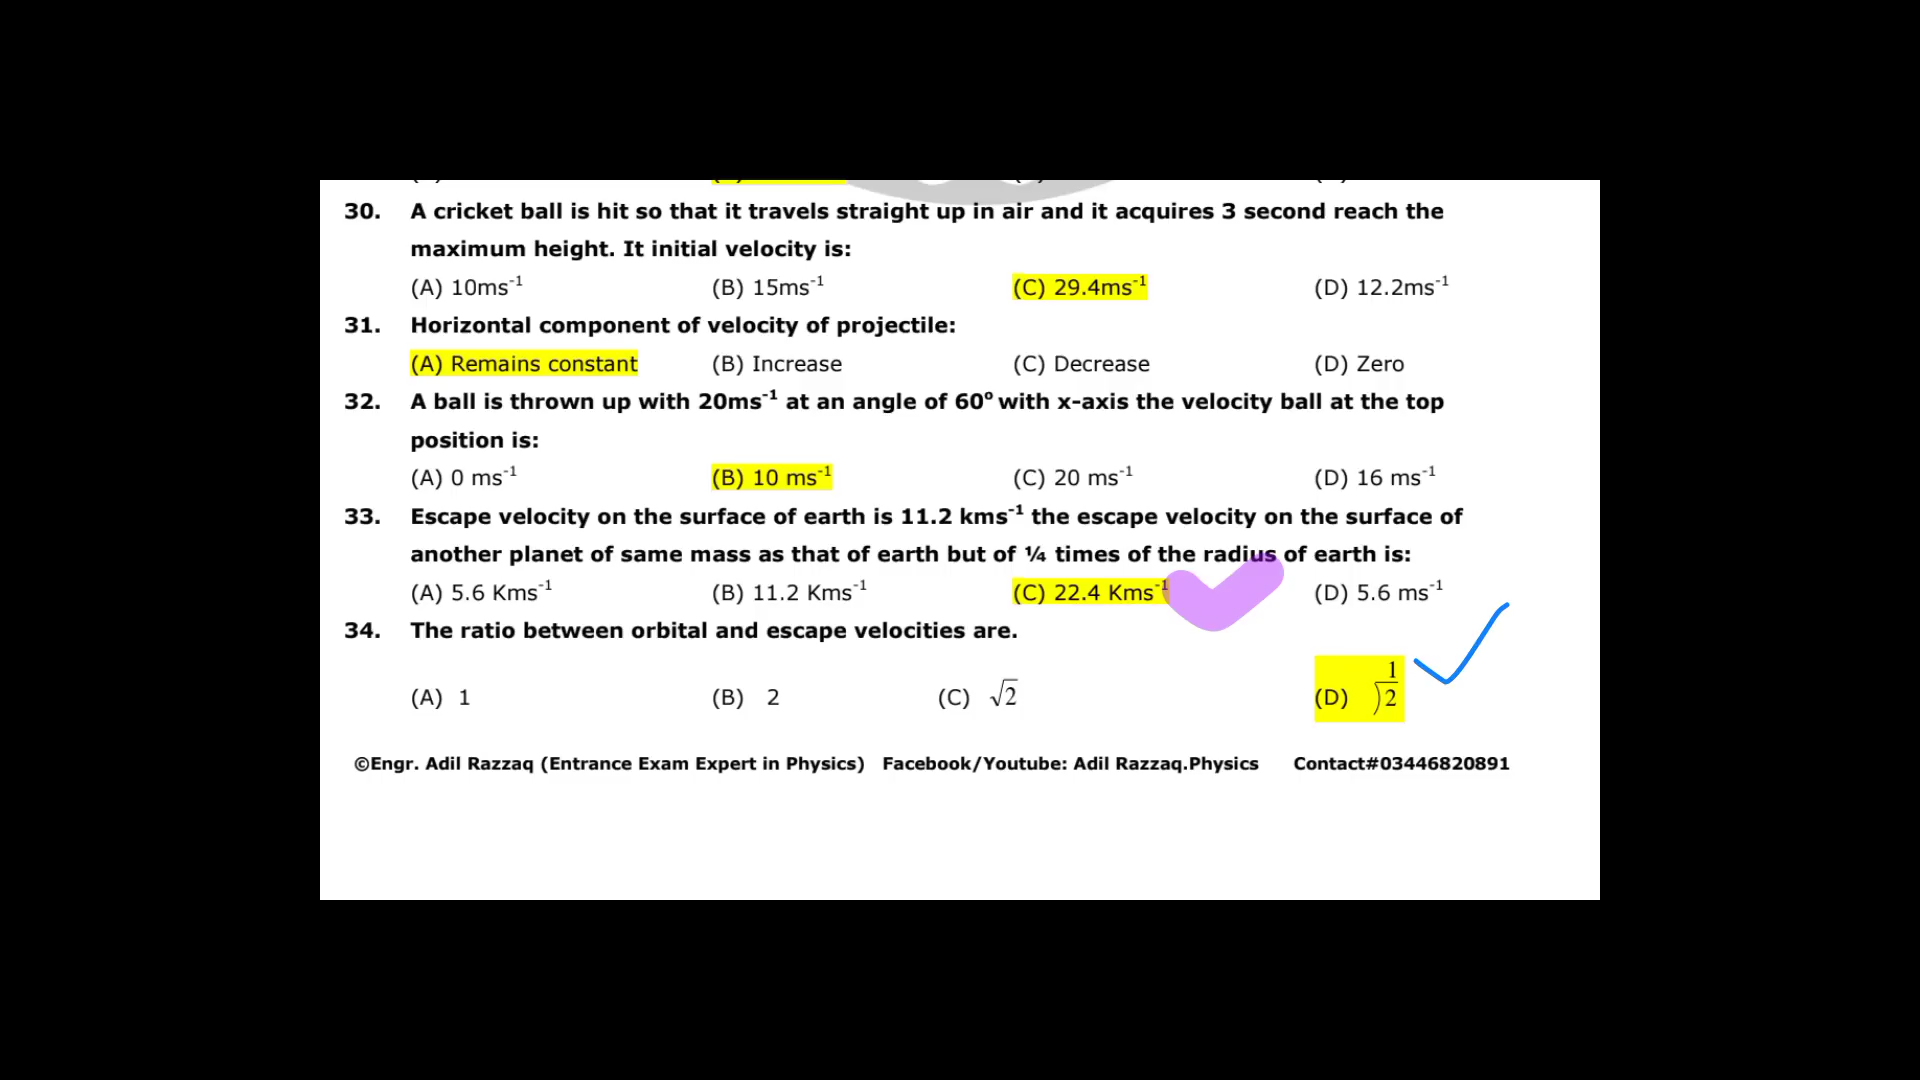 30. A cricket ball is hit so that it travels straight up in air and it acquires 3 second reach the
maximum height. It initial velocity is:
(A) 10ms⁻¹ (B) 15ms⁻¹ (C) 29.4ms⁻¹ (D) 12.2ms⁻¹
31. Horizontal component of velocity of projectile:
(A) Remains constant (B) Increase (C) Decrease (D) Zero
32. A ball is thrown up with 20ms⁻¹ at an angle of 60º with x-axis the velocity ball at the top
position is:
(A) 0 ms⁻¹ (B) 10 ms⁻¹ (C) 20 ms⁻¹ (D) 16 ms⁻¹
33. Escape velocity on the surface of earth is 11.2 kms⁻¹ the escape velocity on the surface of
another planet of same mass as that of earth but of ¼ times of the radius of earth is:
(A) 5.6 Kms⁻¹ (B) 11.2 Kms⁻¹ (C) 22.4 Kms⁻¹ (D) 5.6 ms⁻¹
34. The ratio between orbital and escape velocities are.
(A) 1 (B) 2 (C) √2 (D) 1/√2
©Engr. Adil Razzaq (Entrance Exam Expert in Physics) Facebook/Youtube: Adil Razzaq.Physics Contact#03446820891